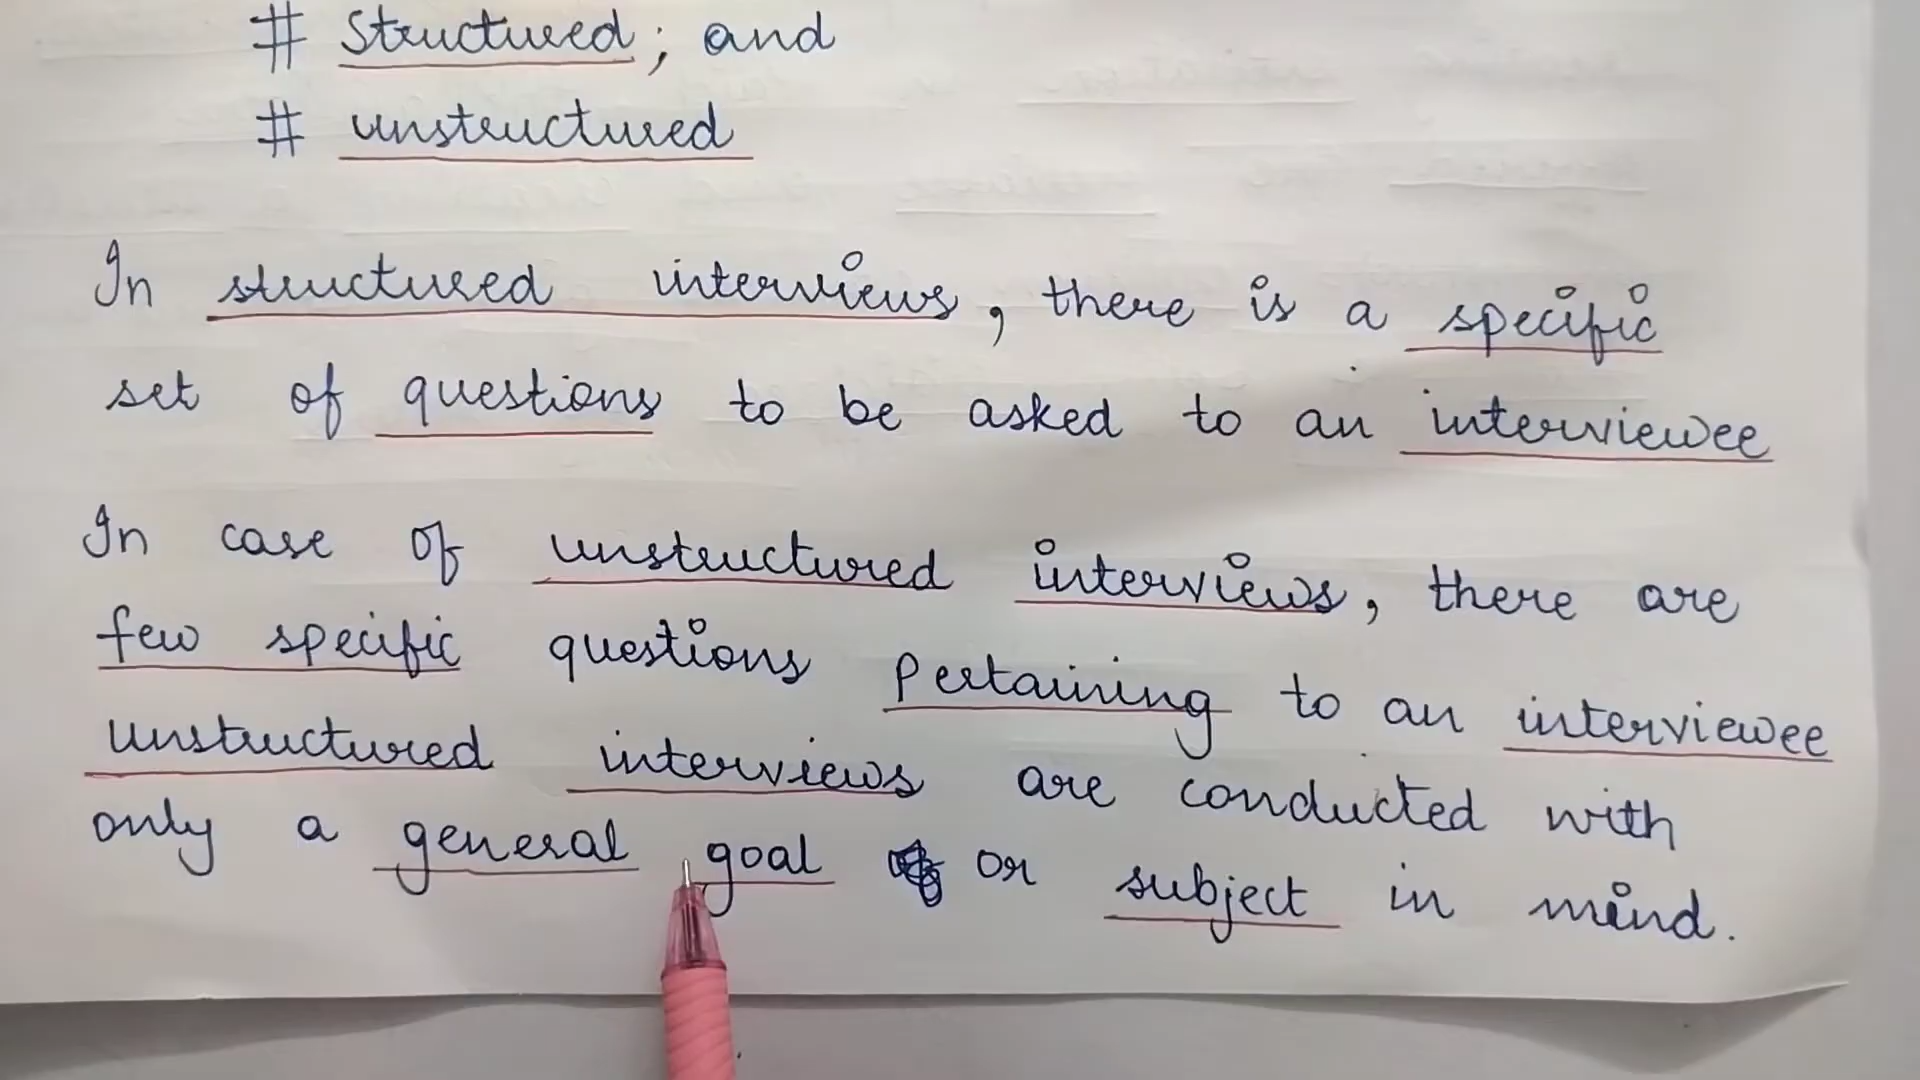 # Structured; and
# unstructured
In structured interviews, there is a specific
set of questions to be asked to an interviewee
In case of unstructured interviews, there are
few specific questions pertaining to an interviewee
unstructured interviews are conducted with
only a general goal or subject in mind.